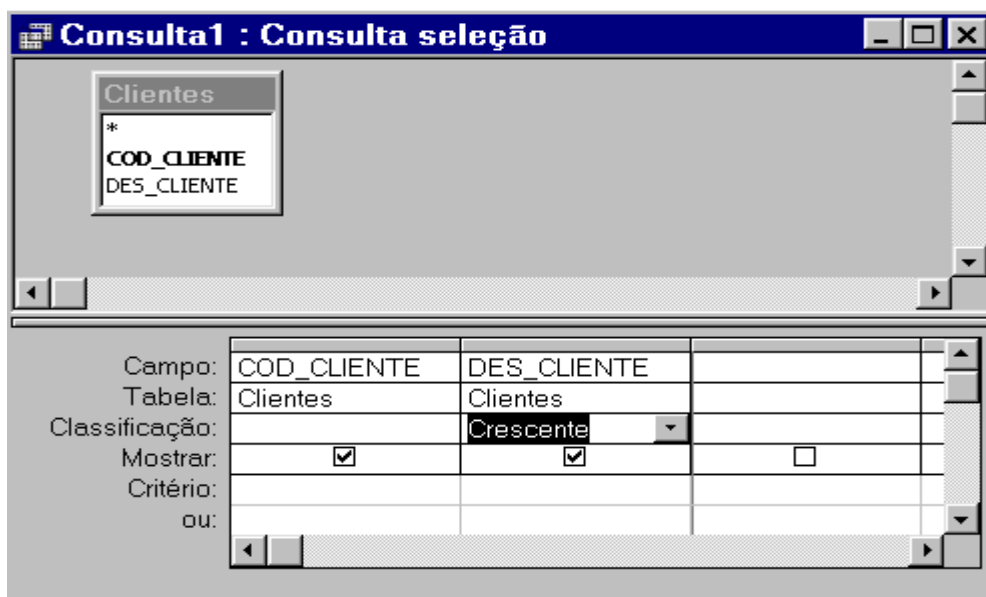 Consulta1 : Consulta seleção
Clientes
*
COD_CLIENTE
DES_CLIENTE
Campo: COD_CLIENTE DES_CLIENTE
Tabela: Clientes Clientes
Classificação: Crescente
Mostrar:
Critério:
ou: